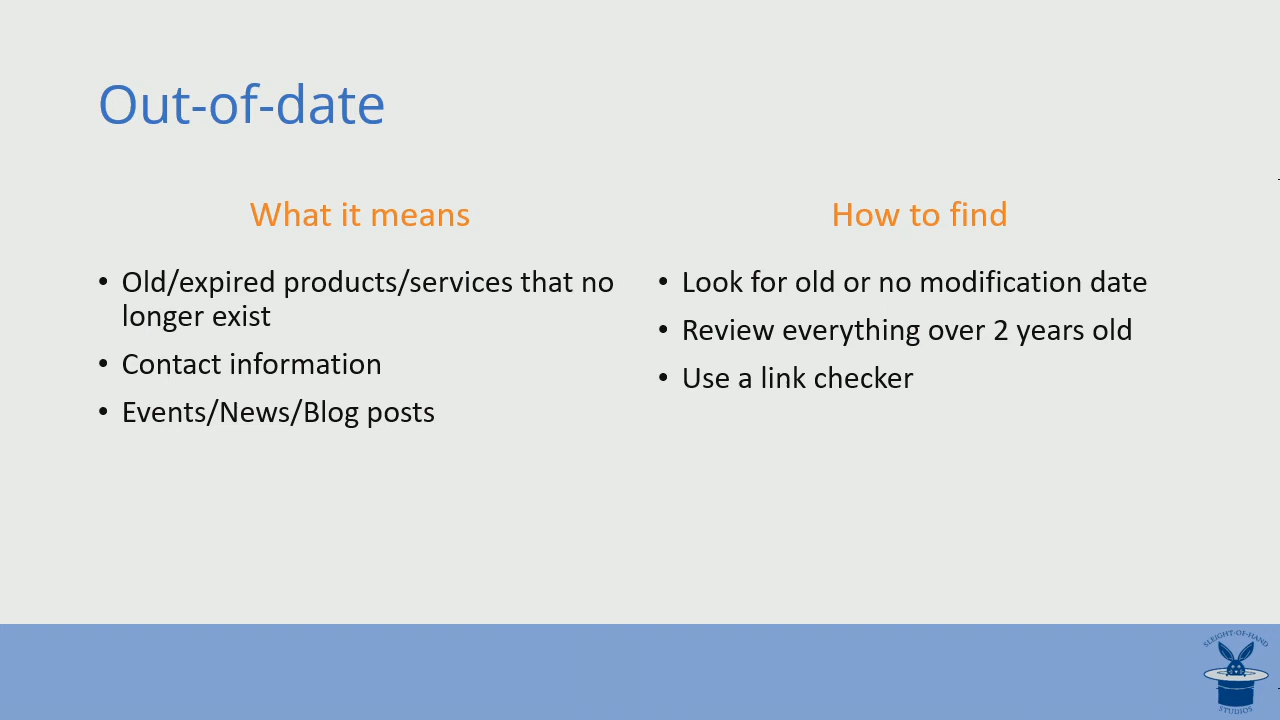 Out-of-date
What it means
• Old/expired products/services that no
longer exist
• Contact information
• Events/News/Blog posts
How to find
• Look for old or no modification date
• Review everything over 2 years old
• Use a link checker
SLEIGHT-OF-HAND
STUDIOS